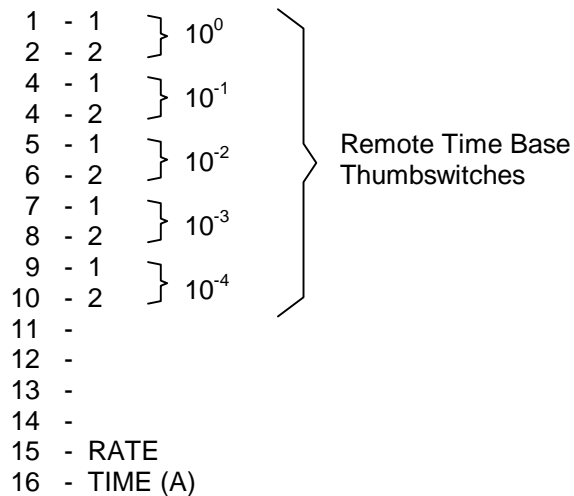 1 - 1
2 - 2
10⁰
4 - 1
4 - 2
10⁻¹
5 - 1
6 - 2
10⁻²
7 - 1
8 - 2
10⁻³
9 - 1
10 - 2
10⁻⁴
Remote Time Base
Thumbswitches
11 -
12 -
13 -
14 -
15 - RATE
16 - TIME (A)